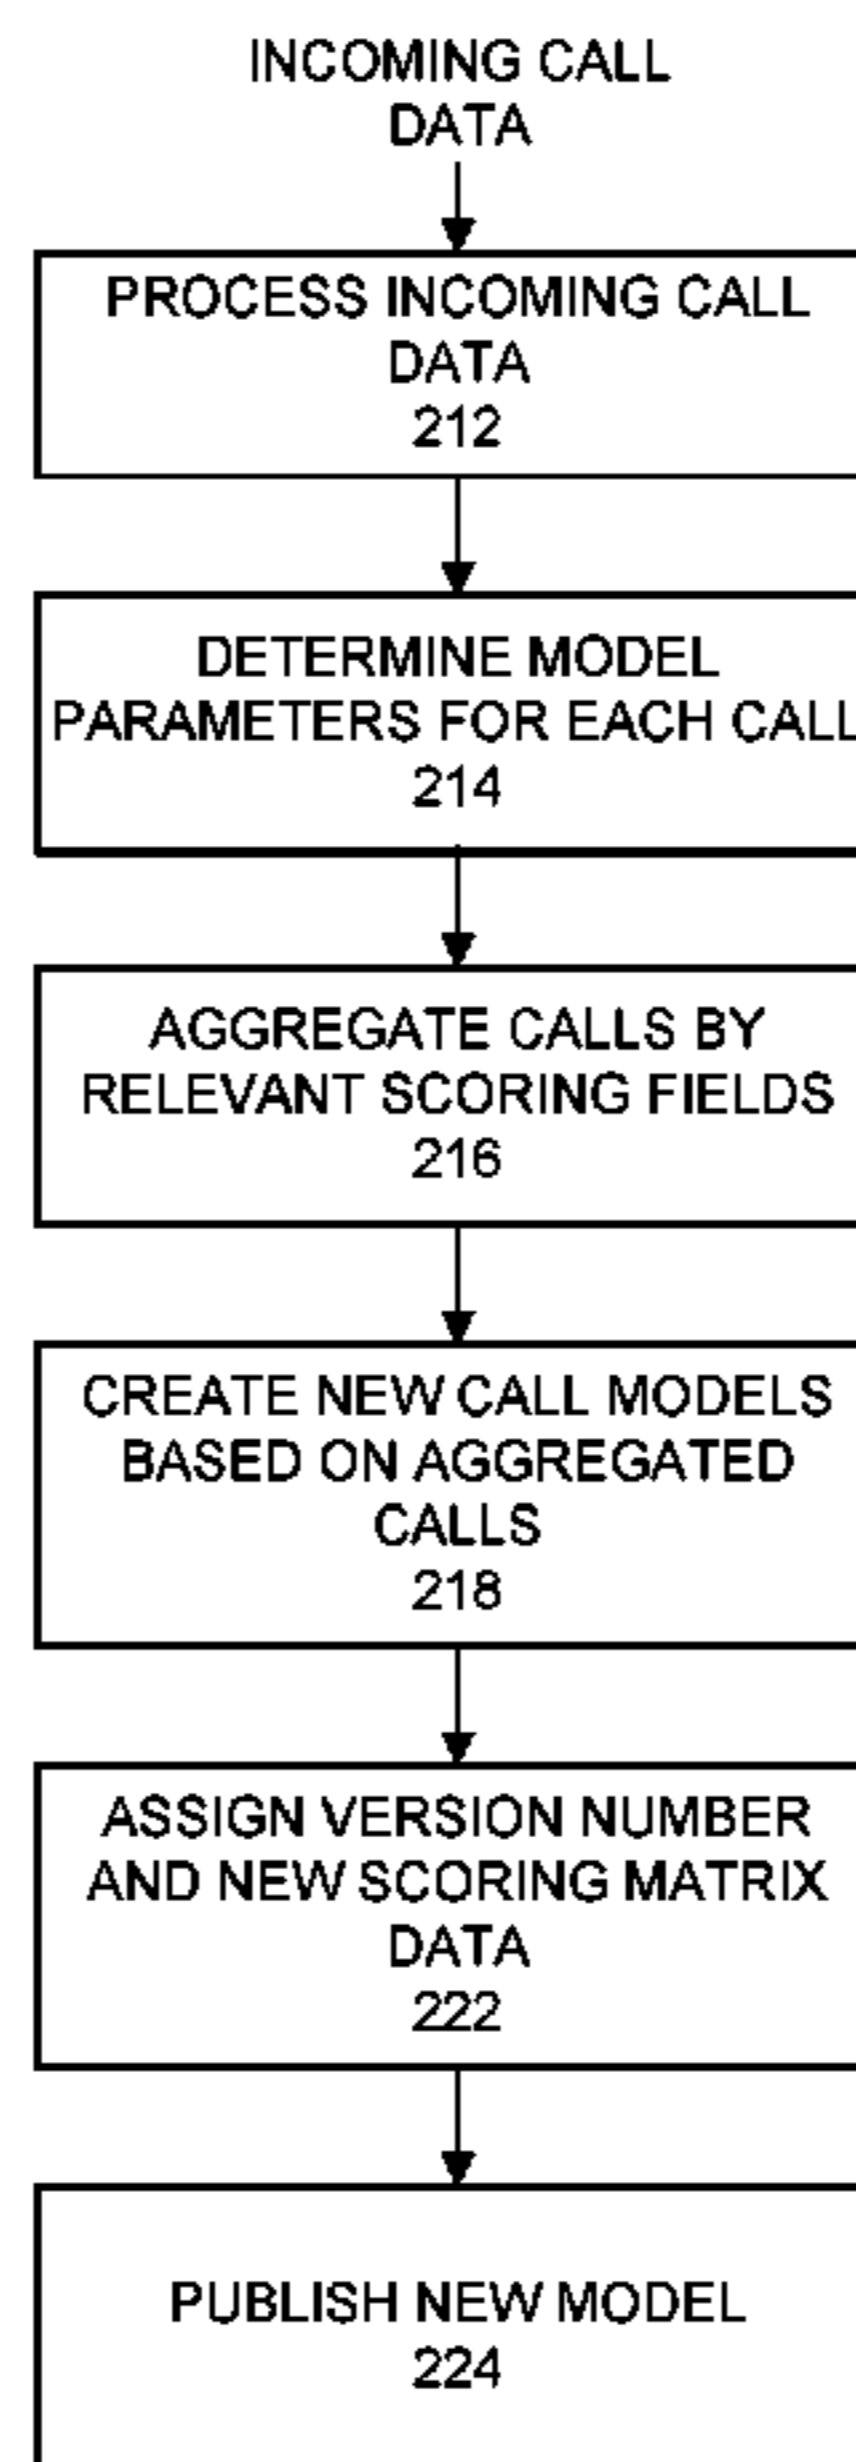 INCOMING CALL
DATA
PROCESS INCOMING CALL
DATA
212
DETERMINE MODEL
PARAMETERS FOR EACH CALL
214
AGGREGATE CALLS BY
RELEVANT SCORING FIELDS
216
CREATE NEW CALL MODELS
BASED ON AGGREGATED
CALLS
218
ASSIGN VERSION NUMBER
AND NEW SCORING MATRIX
DATA
222
PUBLISH NEW MODEL
224